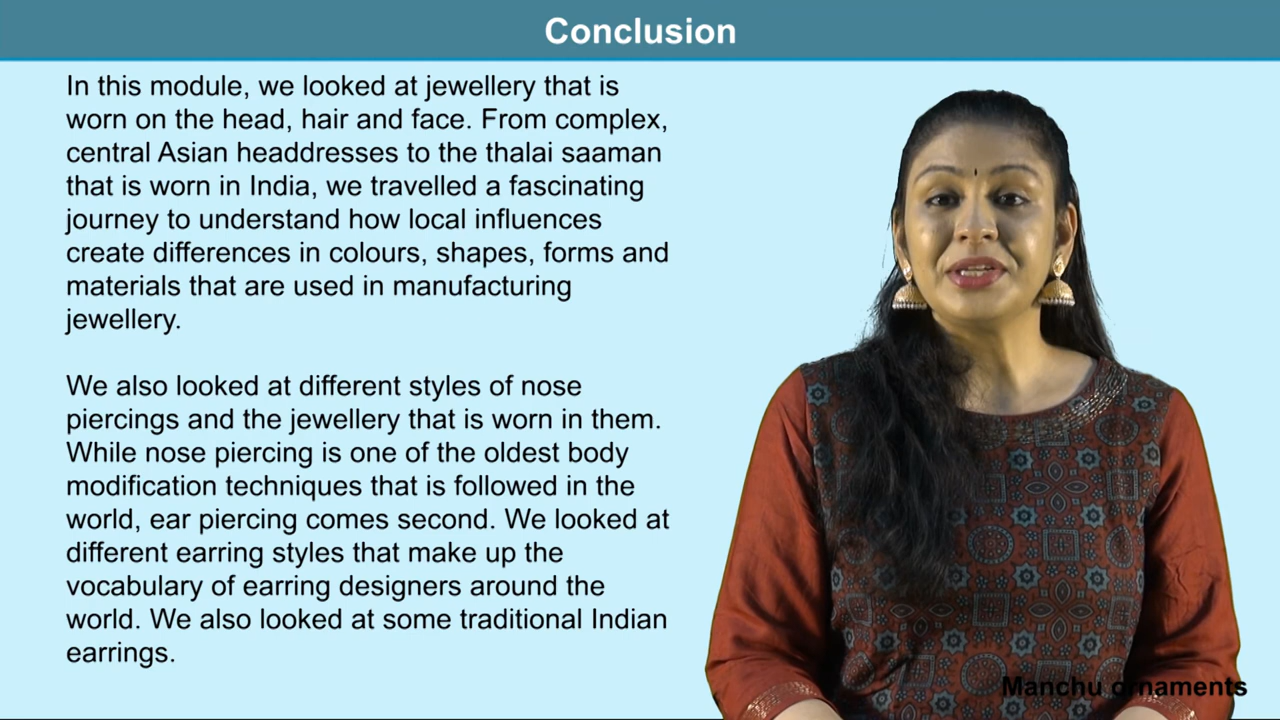 Conclusion
In this module, we looked at jewellery that is
worn on the head, hair and face. From complex,
central Asian headdresses to the thalai saaman
that is worn in India, we travelled a fascinating
journey to understand how local influences
create differences in colours, shapes, forms and
materials that are used in manufacturing
jewellery.
We also looked at different styles of nose
piercings and the jewellery that is worn in them.
While nose piercing is one of the oldest body
modification techniques that is followed in the
world, ear piercing comes second. We looked at
different earring styles that make up the
vocabulary of earring designers around the
world. We also looked at some traditional Indian
earrings.
Manchu ornaments